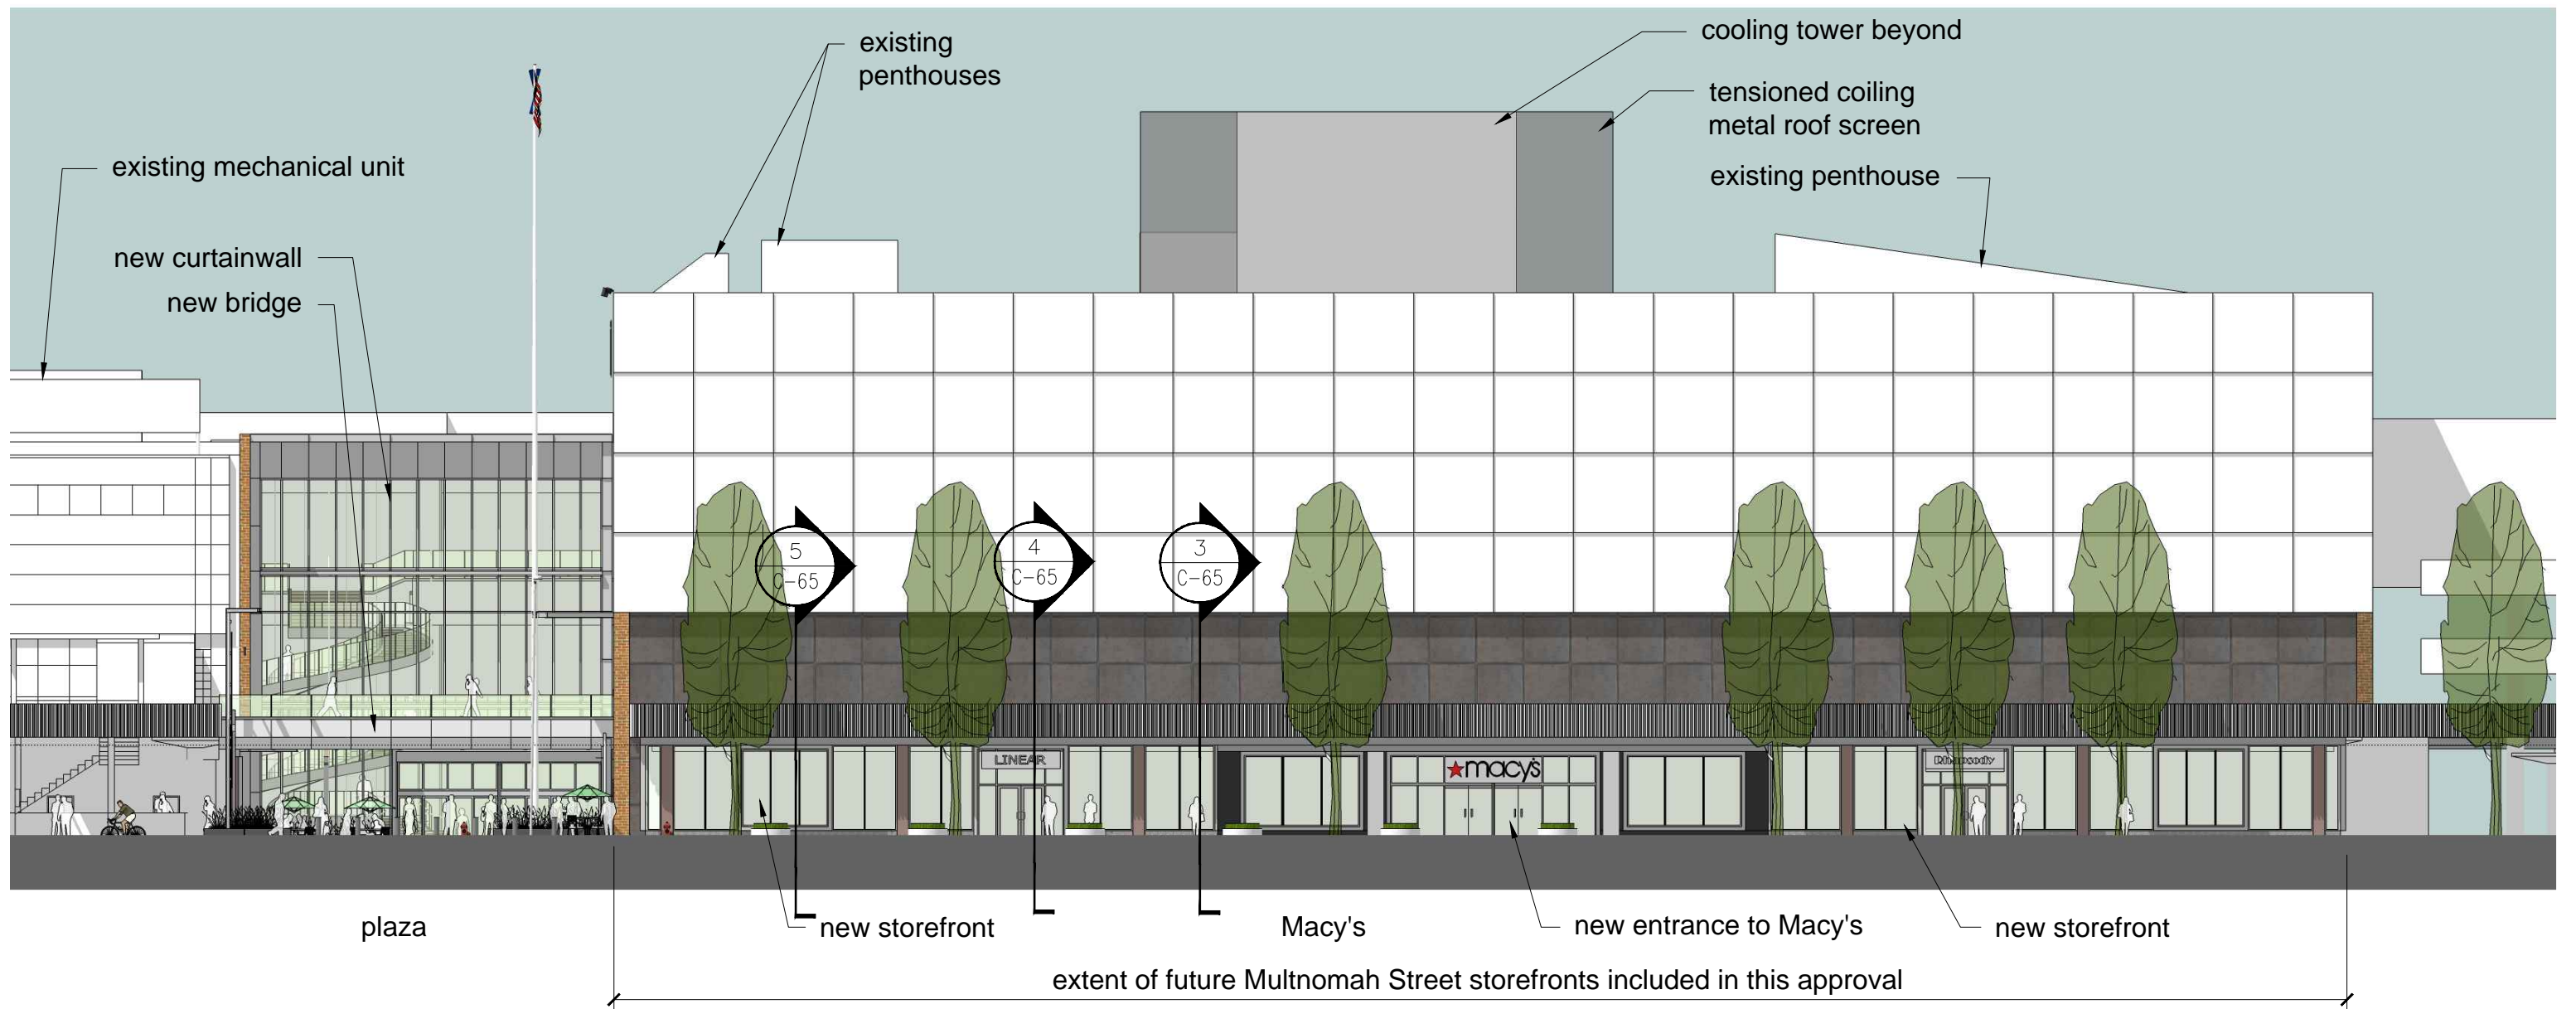 existing
penthouses
cooling tower beyond
tensioned coiling
metal roof screen
existing mechanical unit
existing penthouse
new curtainwall
new bridge
5
C-65
4
C-65
3
C-65
LINEAR
macy's
Rhapsody
plaza
new storefront
Macy's
new entrance to Macy's
new storefront
extent of future Multnomah Street storefronts included in this approval